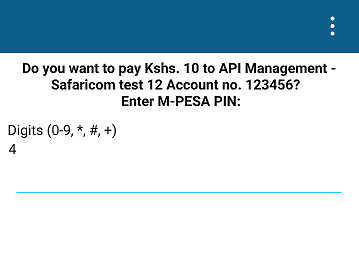 Do you want to pay Kshs. 10 to API Management -
Safaricom test 12 Account no. 123456?
Enter M-PESA PIN:
Digits (0-9, *, #, +)
4